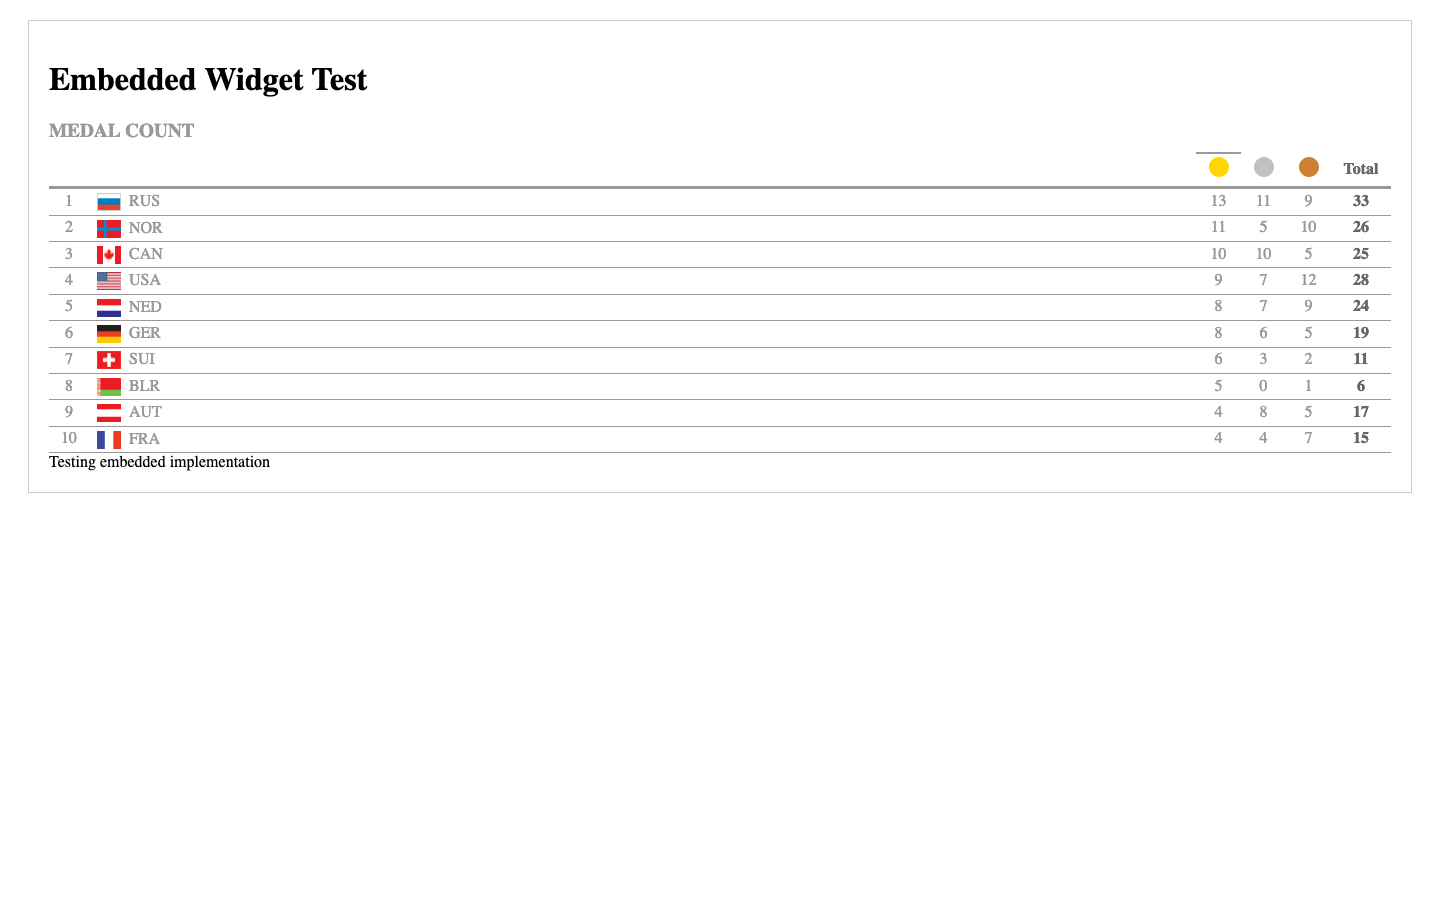 Embedded Widget Test
MEDAL COUNT
Total
1 RUS 13 11 9 33
2 NOR 11 5 10 26
3 CAN 10 10 5 25
4 USA 9 7 12 28
5 NED 8 7 9 24
6 GER 8 6 5 19
7 SUI 6 3 2 11
8 BLR 5 0 1 6
9 AUT 4 8 5 17
10 FRA 4 4 7 15
Testing embedded implementation